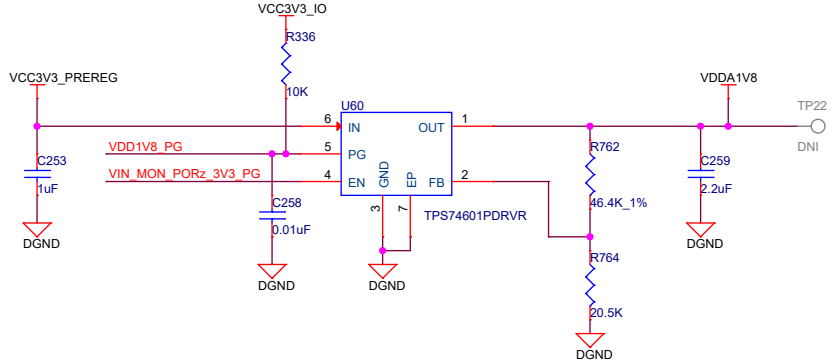 VCC3V3_IO
R336
10K
VCC3V3_PREREG
VDDA1V8
TP22
DNI
U60
6
IN
OUT
1
VDD1V8_PG
5
PG
R762
C259
C253
1uF
VIN_MON_PORz_3V3_PG
4
EN
GND
EP
FB
2
46.4K_1%
2.2uF
C258
0.01uF
3
7
TPS74601PDRVR
DGND
DGND
R764
20.5K
DGND
DGND
DGND